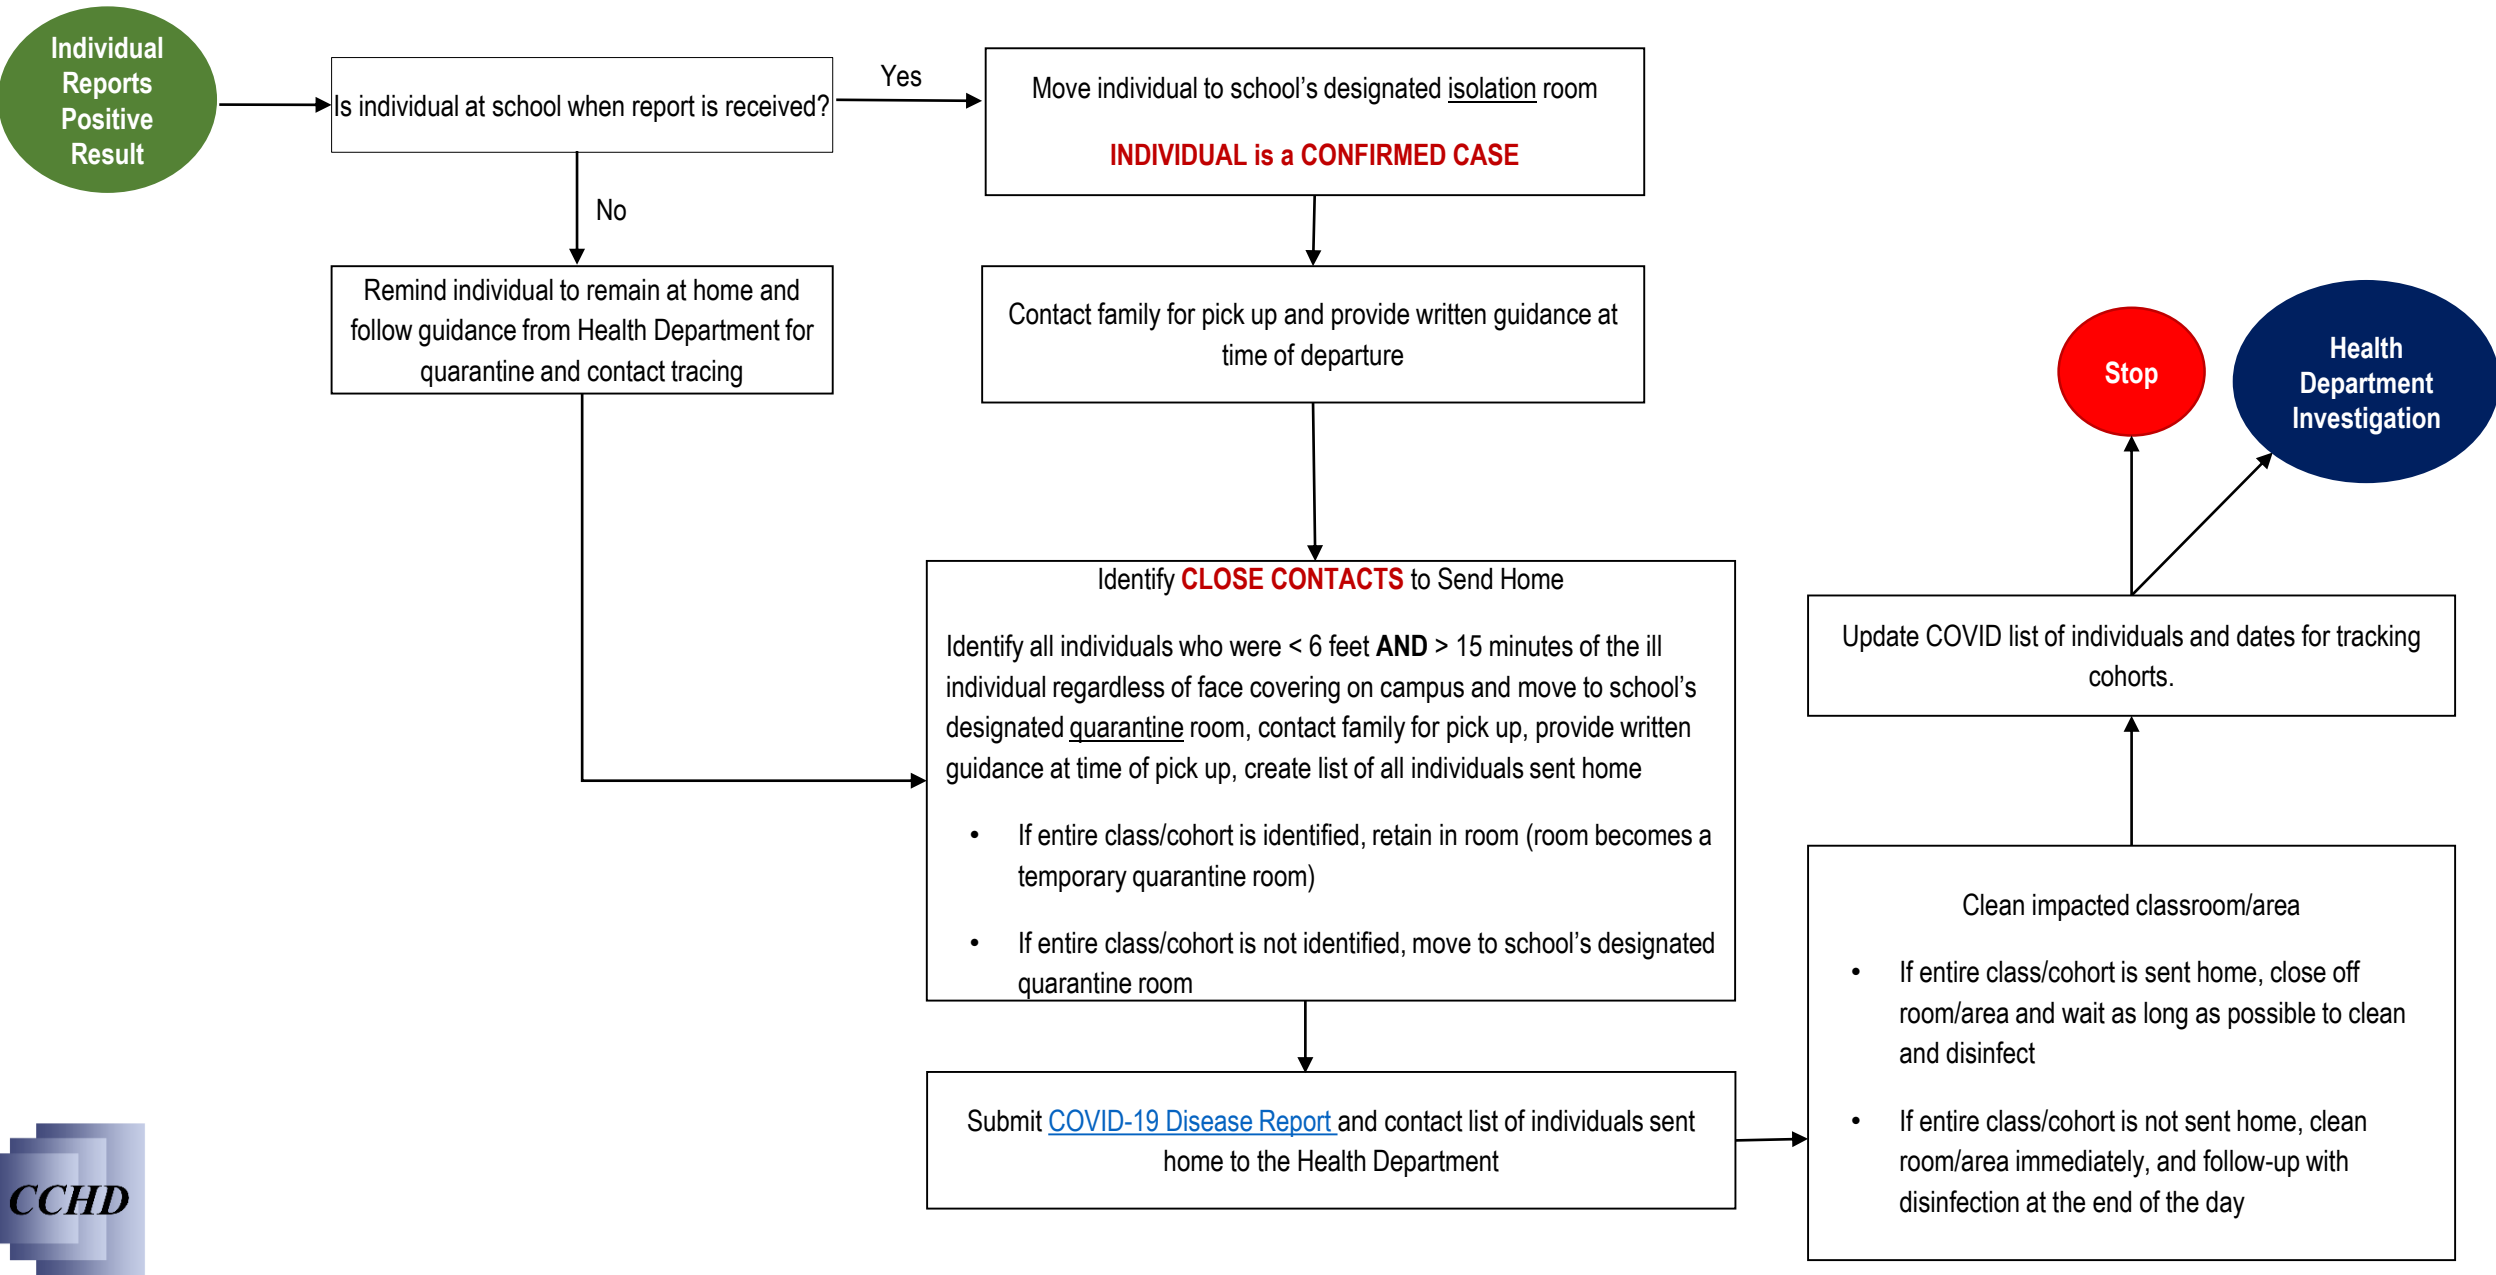 Individual
Reports
Positive
Result
Is individual at school when report is received?
Yes
No
Move individual to school’s designated isolation room
INDIVIDUAL is a CONFIRMED CASE
Remind individual to remain at home and
follow guidance from Health Department for
quarantine and contact tracing
Contact family for pick up and provide written guidance at
time of departure
Identify CLOSE CONTACTS to Send Home
Identify all individuals who were < 6 feet AND > 15 minutes of the ill
individual regardless of face covering on campus and move to school’s
designated quarantine room, contact family for pick up, provide written
guidance at time of pick up, create list of all individuals sent home
• If entire class/cohort is identified, retain in room (room becomes a
temporary quarantine room)
• If entire class/cohort is not identified, move to school’s designated
quarantine room
Submit COVID-19 Disease Report and contact list of individuals sent
home to the Health Department
Clean impacted classroom/area
• If entire class/cohort is sent home, close off
room/area and wait as long as possible to clean
and disinfect
• If entire class/cohort is not sent home, clean
room/area immediately, and follow-up with
disinfection at the end of the day
Update COVID list of individuals and dates for tracking
cohorts.
Stop
Health
Department
Investigation
CCHD